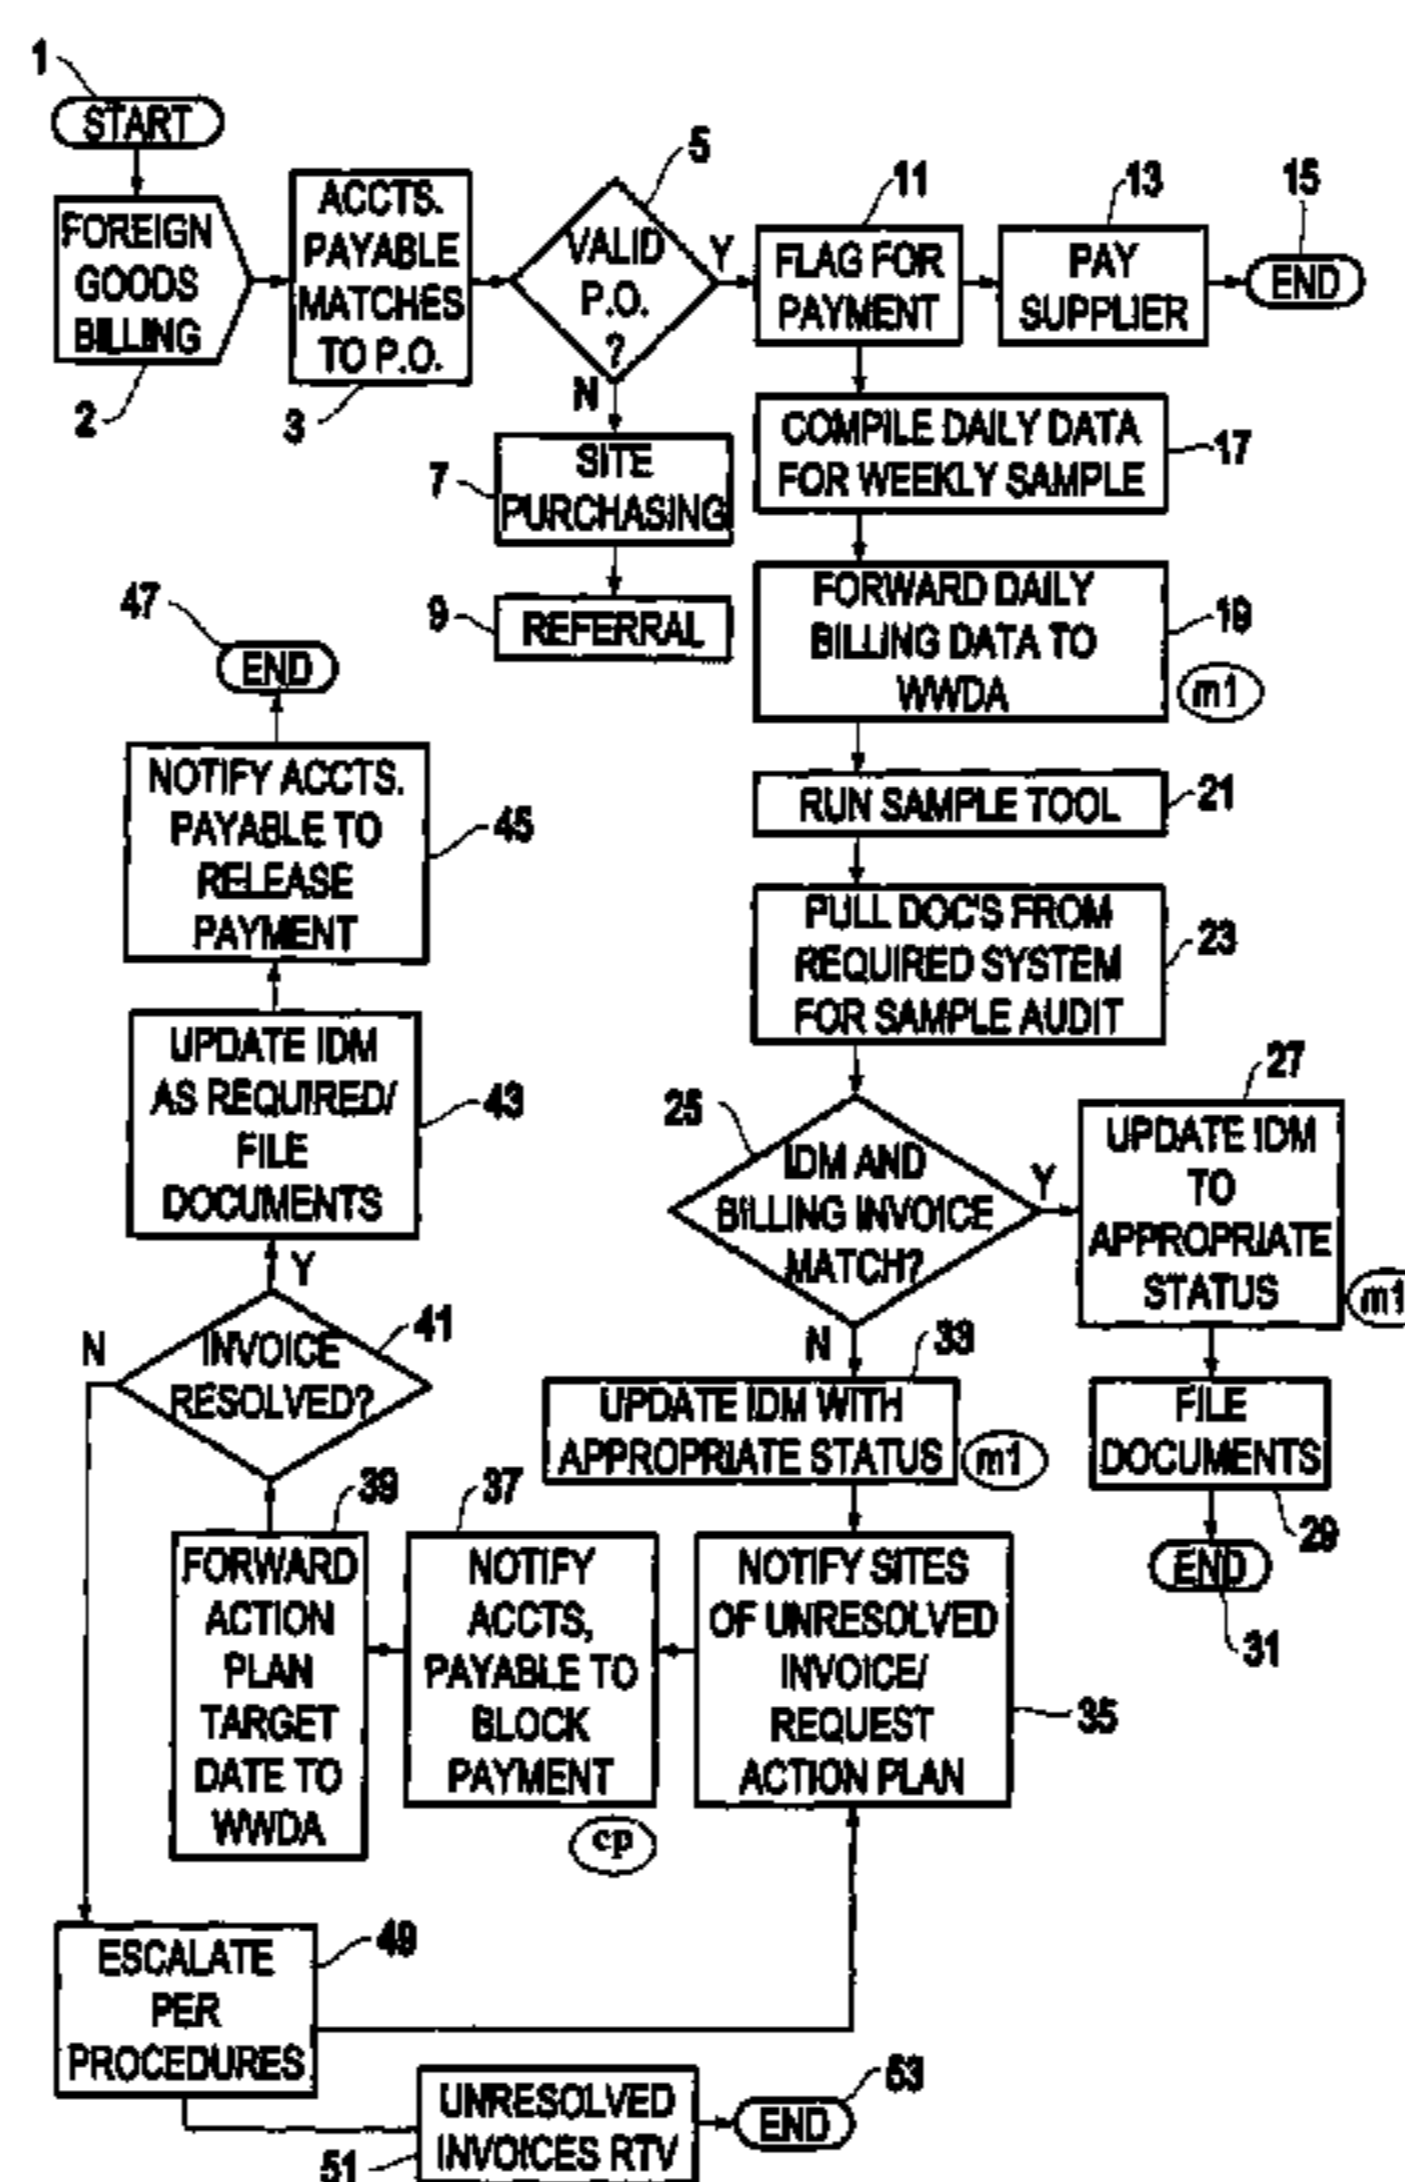 1
START
FOREIGN
GOODS
BILLING
2
ACCTS.
PAYABLE
MATCHES
TO P.O.
3
5
VALID
P.O.
?
Y
N
11
FLAG FOR
PAYMENT
13
PAY
SUPPLIER
15
END
7
SITE
PURCHASING
9
REFERRAL
COMPILE DAILY DATA
FOR WEEKLY SAMPLE
17
FORWARD DAILY
BILLING DATA TO
WWDA
19
m1
RUN SAMPLE TOOL
21
PULL DOC'S FROM
REQUIRED SYSTEM
FOR SAMPLE AUDIT
23
25
IDM AND
BILLING INVOICE
MATCH?
Y
N
27
UPDATE IDM
TO
APPROPRIATE
STATUS
m1
FILE
DOCUMENTS
29
END
31
33
UPDATE IDM WITH
APPROPRIATE STATUS
m1
NOTIFY SITES
OF UNRESOLVED
INVOICE/
REQUEST
ACTION PLAN
35
37
NOTIFY
ACCTS,
PAYABLE TO
BLOCK
PAYMENT
cp
39
FORWARD
ACTION
PLAN
TARGET
DATE TO
WWDA
41
INVOICE
RESOLVED?
Y
N
UPDATE IDM
AS REQUIRED/
FILE
DOCUMENTS
43
NOTIFY ACCTS.
PAYABLE TO
RELEASE
PAYMENT
45
47
END
ESCALATE
PER
PROCEDURES
49
UNRESOLVED
INVOICES RTV
51
END
53